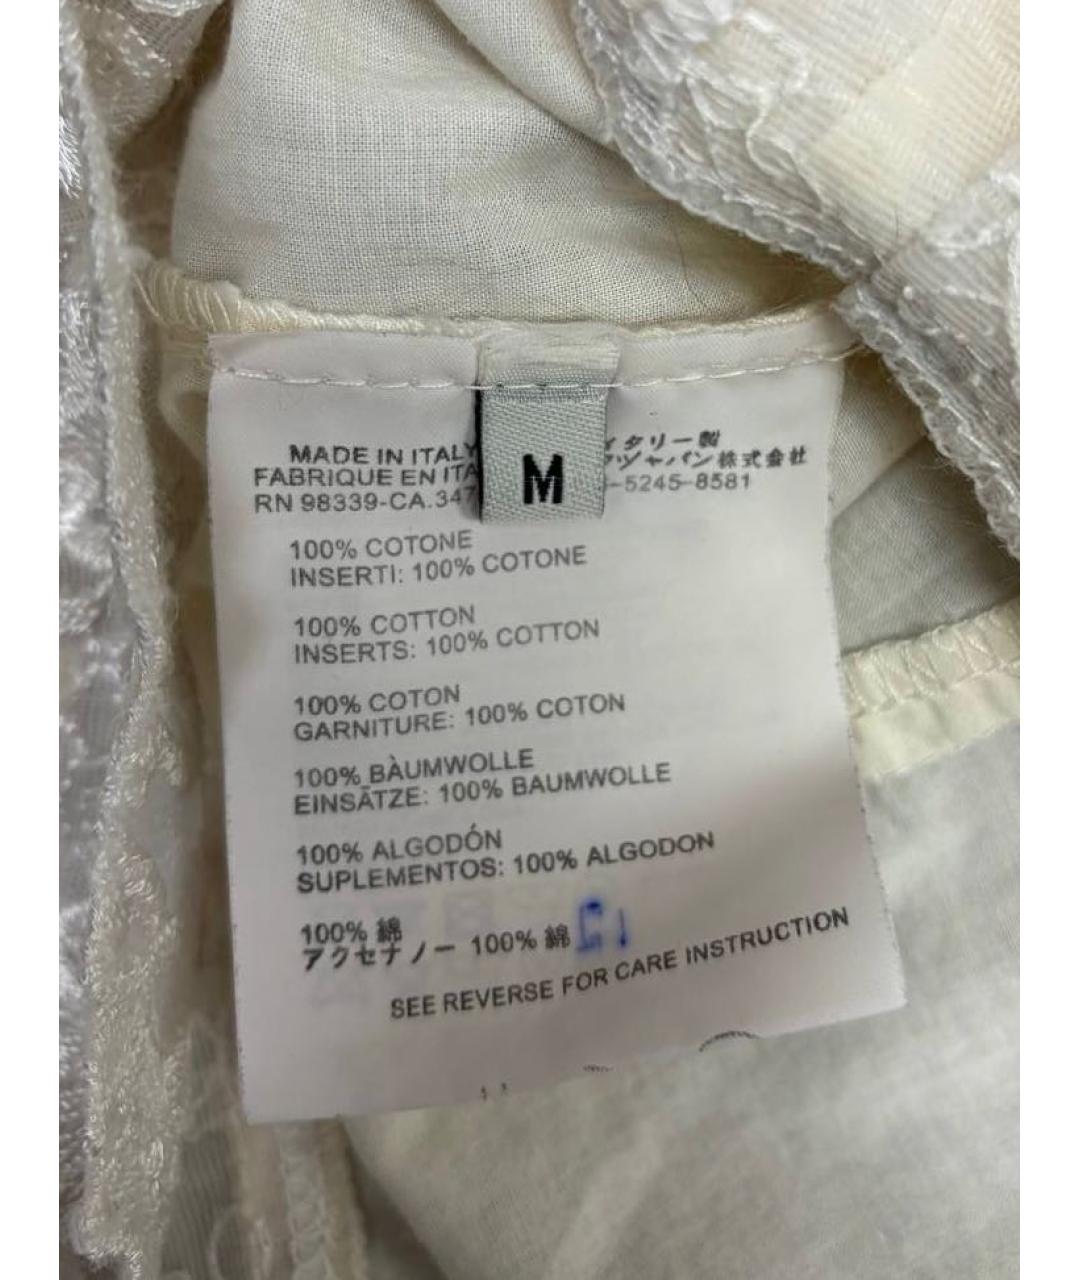 MADE IN ITALY
FABRIQUE EN ITA
RN 98339-CA.347
M
タリー製
ジャパン株式会社
-5245-8581
100% COTONE
INSERTI: 100% COTONE
100% COTTON
INSERTS: 100% COTTON
100% COTON
GARNITURE: 100% COTON
100% BÀUMWOLLE
EINSÄTZE: 100% BAUMWOLLE
100% ALGODÓN
SUPLEMENTOS: 100% ALGODON
100% 綿
アクセナノー 100% 綿
SEE REVERSE FOR CARE INSTRUCTION